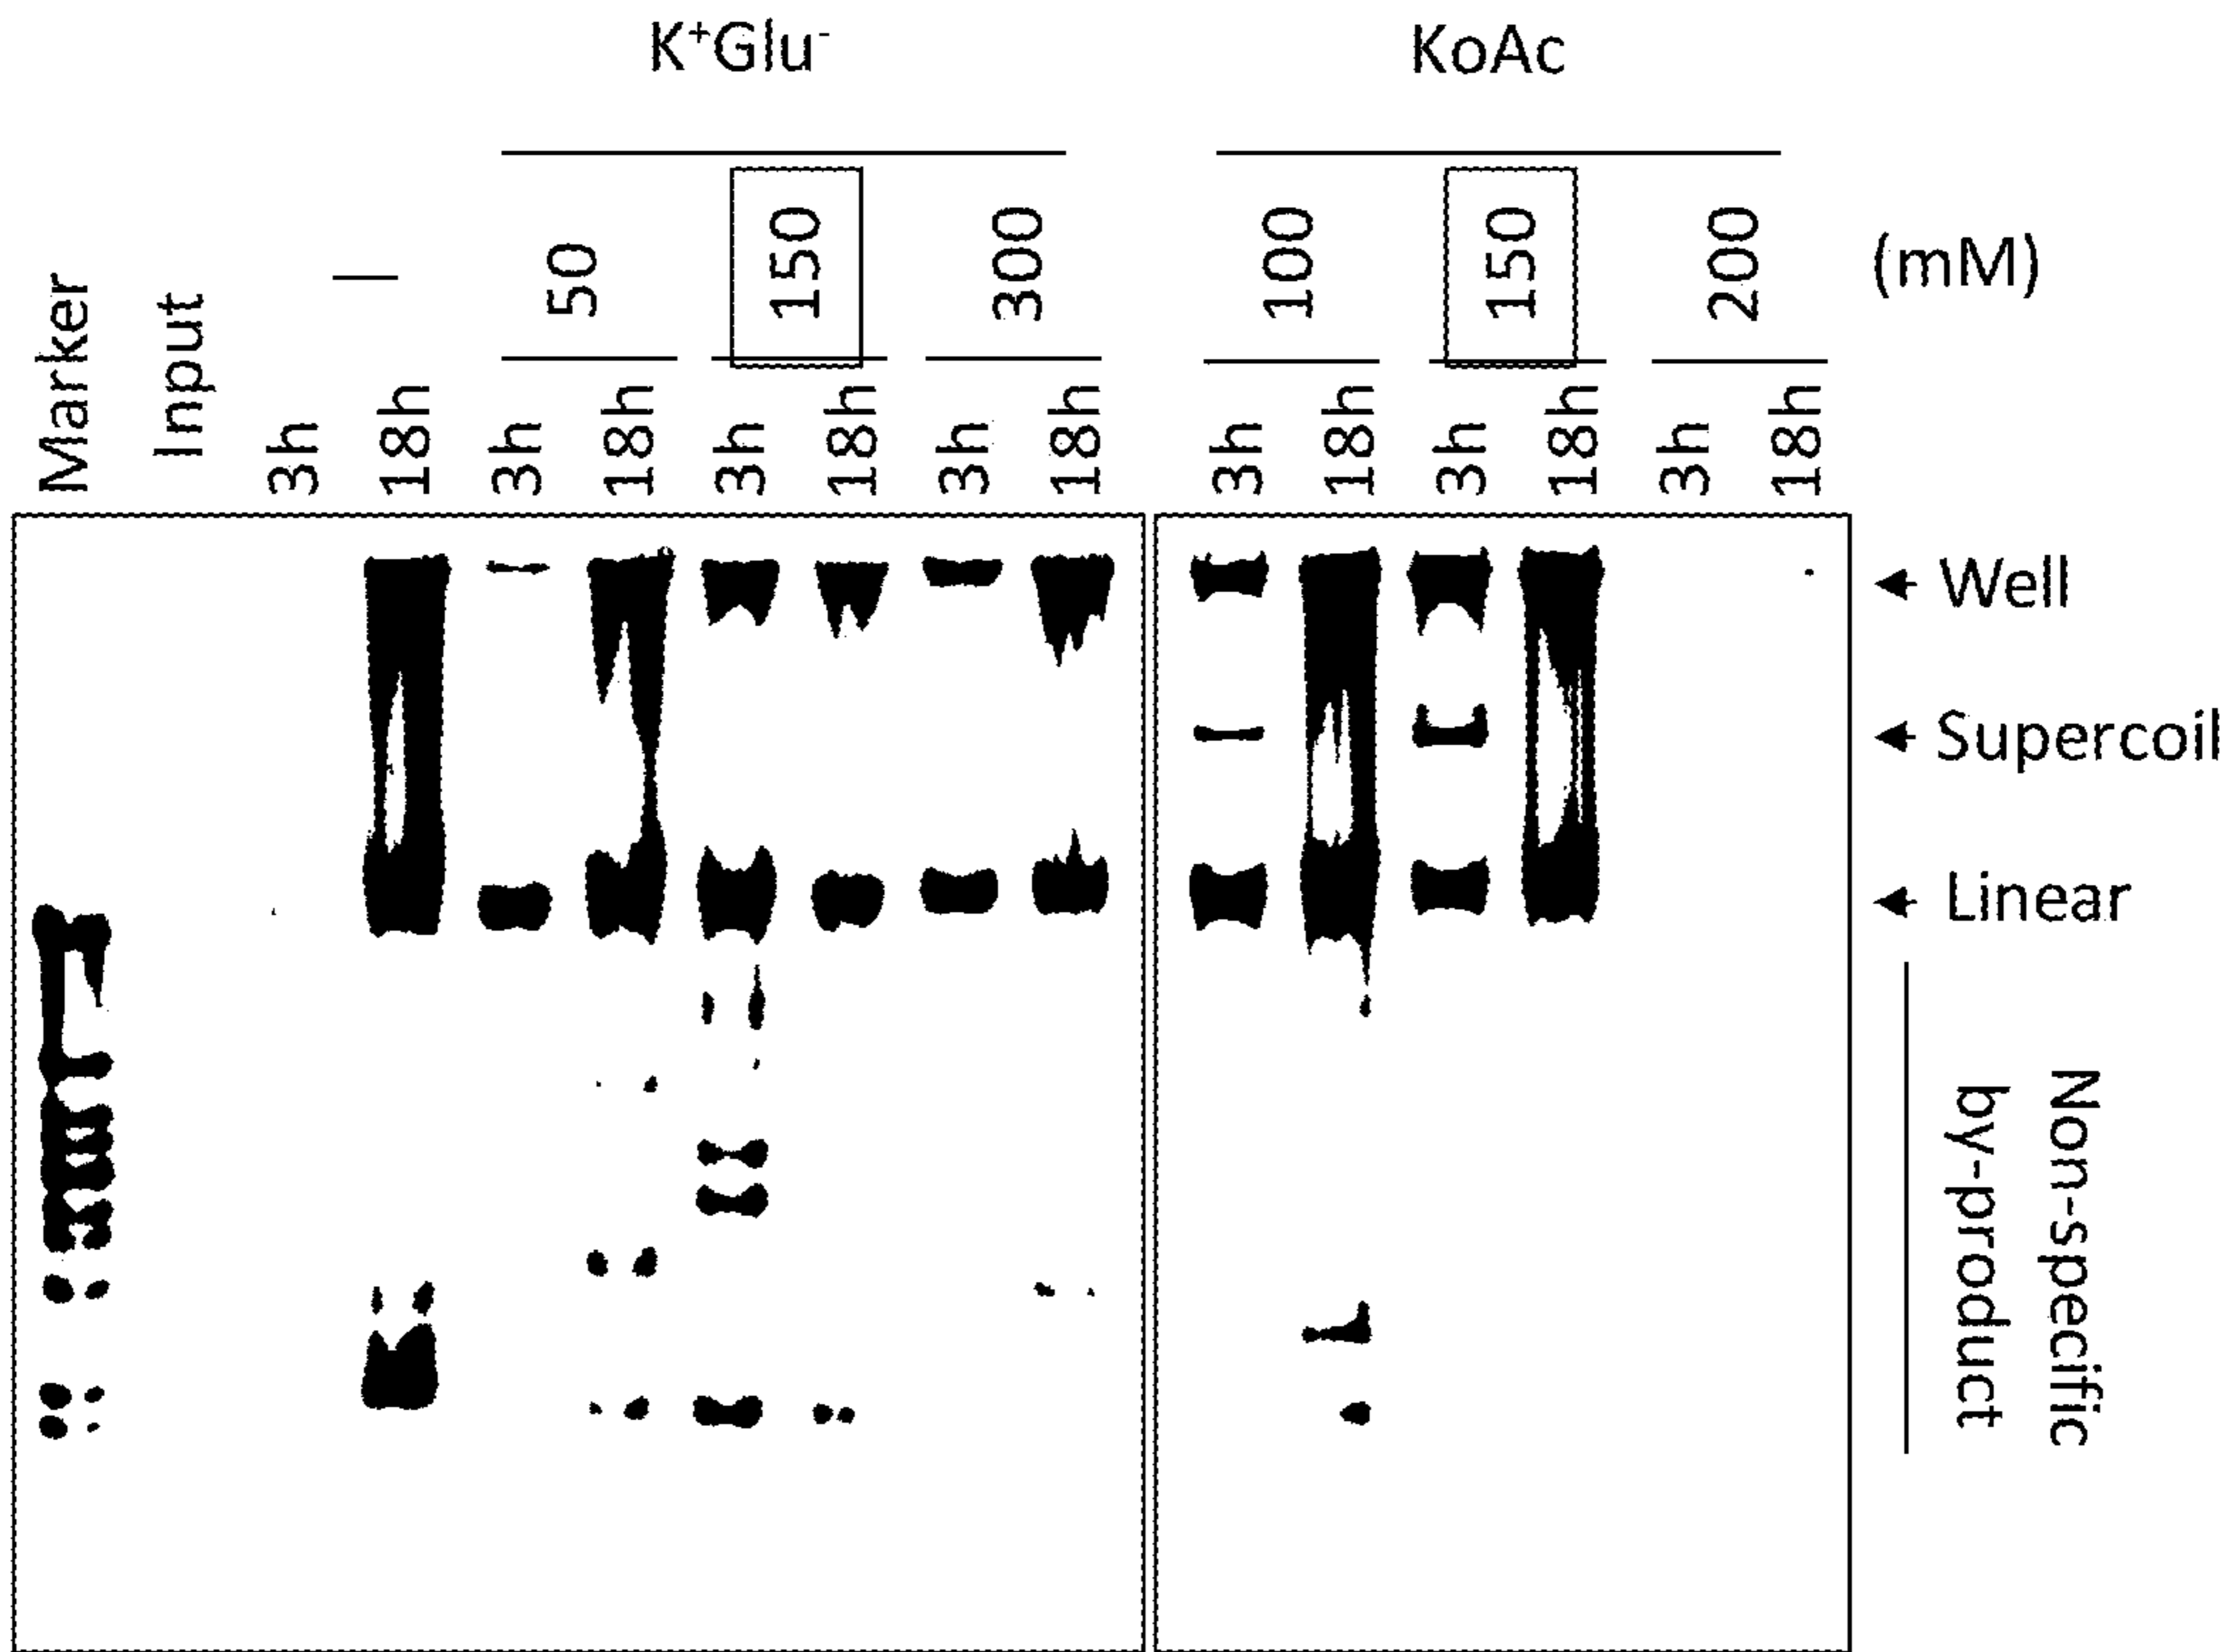 K⁺Glu⁻
KoAc
— 50 150 300 100 150 200 (mM)
Marker Input 3h 18h 3h 18h 3h 18h 3h 18h 3h 18h 3h 18h 3h 18h
Well
Supercoil
Linear
Non-specific
by-product